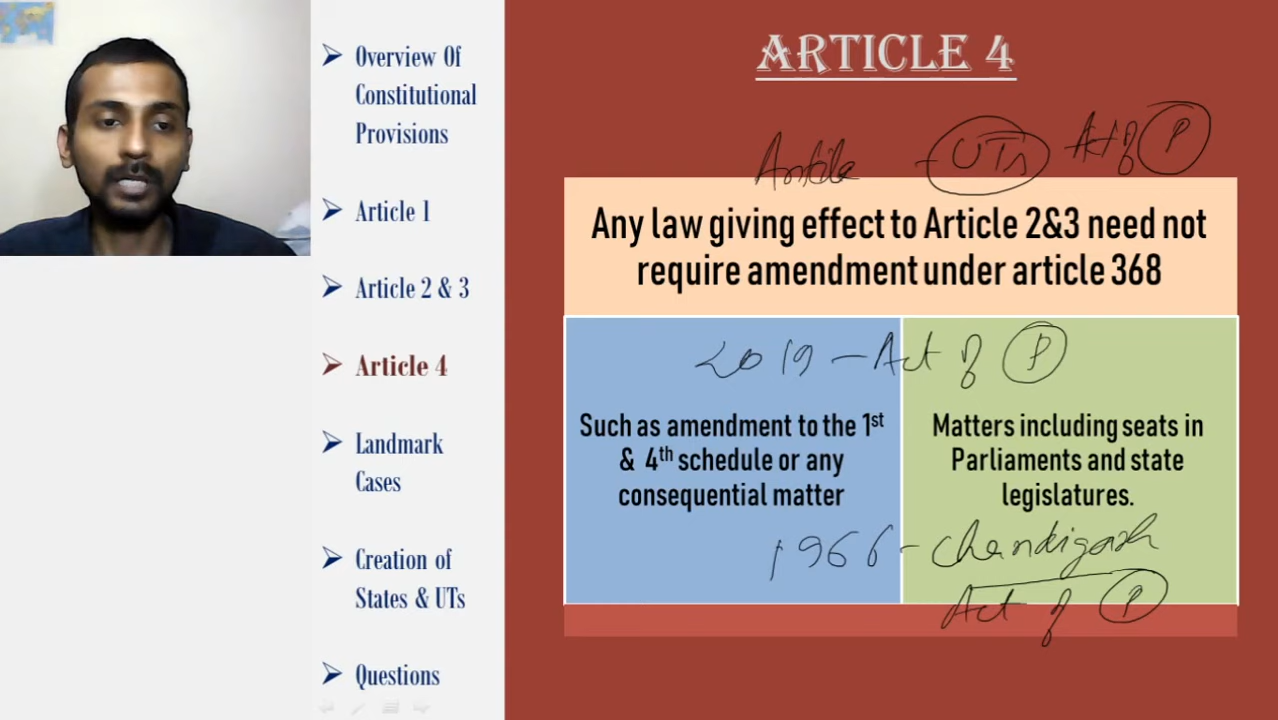 Overview Of
Constitutional
Provisions
Article 1
Article 2 & 3
Article 4
Landmark
Cases
Creation of
States & UTs
Questions
ARTICLE 4
- UTs Act of P
Any law giving effect to Article 2&3 need not
require amendment under article 368
2019 - Act of P
Such as amendment to the 1st
& 4th schedule or any
consequential matter
Matters including seats in
Parliaments and state
legislatures.
1966 - Chandigarh
Act of P